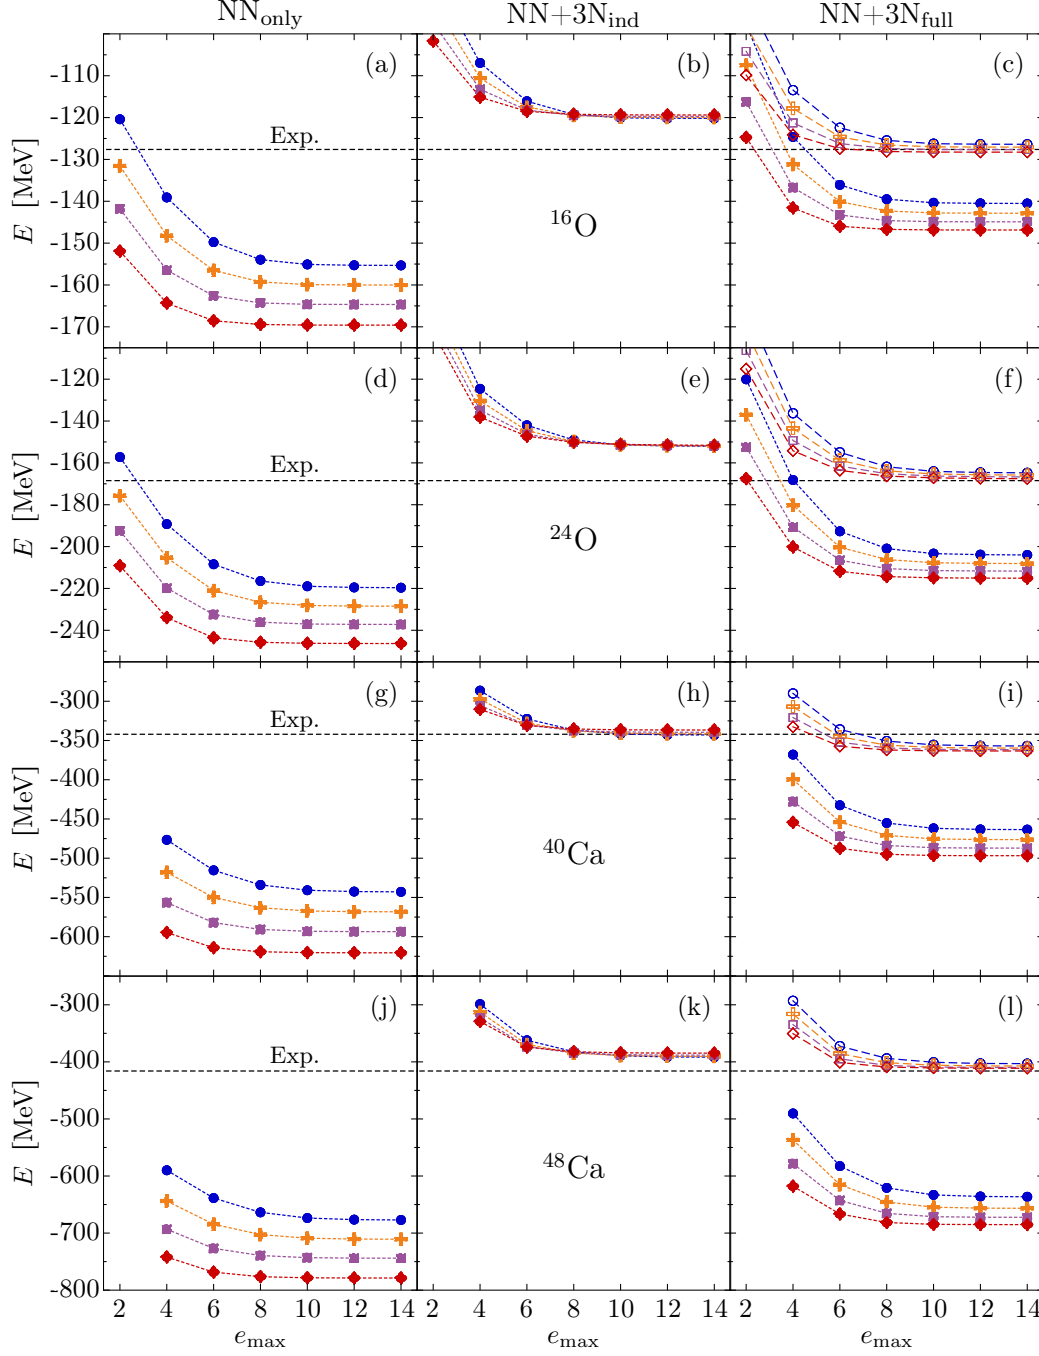 NN_only NN+3N_ind NN+3N_full
(a) (b) (c)
-110
-120
-130
-140
-150
-160
-170
Exp.
E [MeV]
¹⁶O
(d) (e) (f)
-120
-140
-160
-180
-200
-220
-240
Exp.
E [MeV]
²⁴O
(g) (h) (i)
-300
-350
-400
-450
-500
-550
-600
Exp.
E [MeV]
⁴⁰Ca
(j) (k) (l)
-300
-400
-500
-600
-700
-800
Exp.
E [MeV]
⁴⁸Ca
2 4 6 8 10 12 14 2 4 6 8 10 12 14 2 4 6 8 10 12 14
e_max e_max e_max